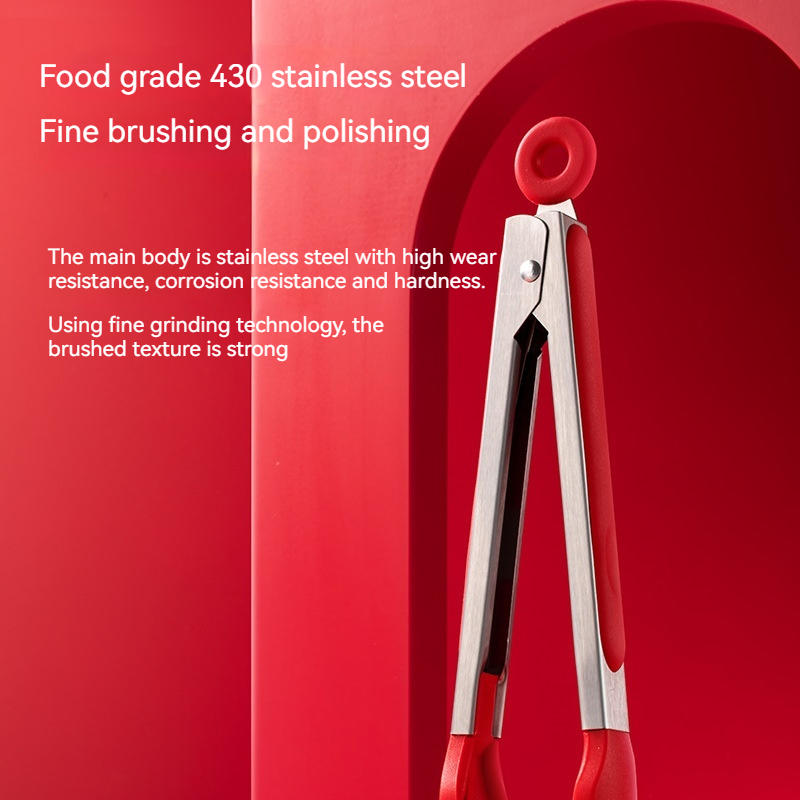 Food grade 430 stainless steel
Fine brushing and polishing
The main body is stainless steel with high wear
resistance, corrosion resistance and hardness.
Using fine grinding technology, the
brushed texture is strong